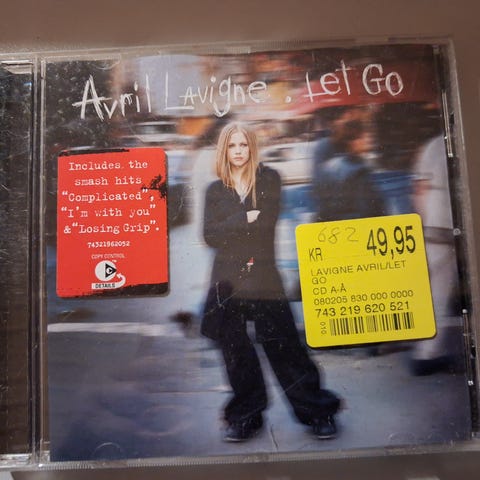 Avril Lavigne . Let Go
Includes the
smash hits
"Complicated",
"I'm with you"
& "Losing Grip".
74321962052
COPY CONTROL
DETAILS
682
KR 49,95
LAVIGNE AVRIL/LET
GO
CD A-Å
080205 830 000 0000
743 219 620 521
010